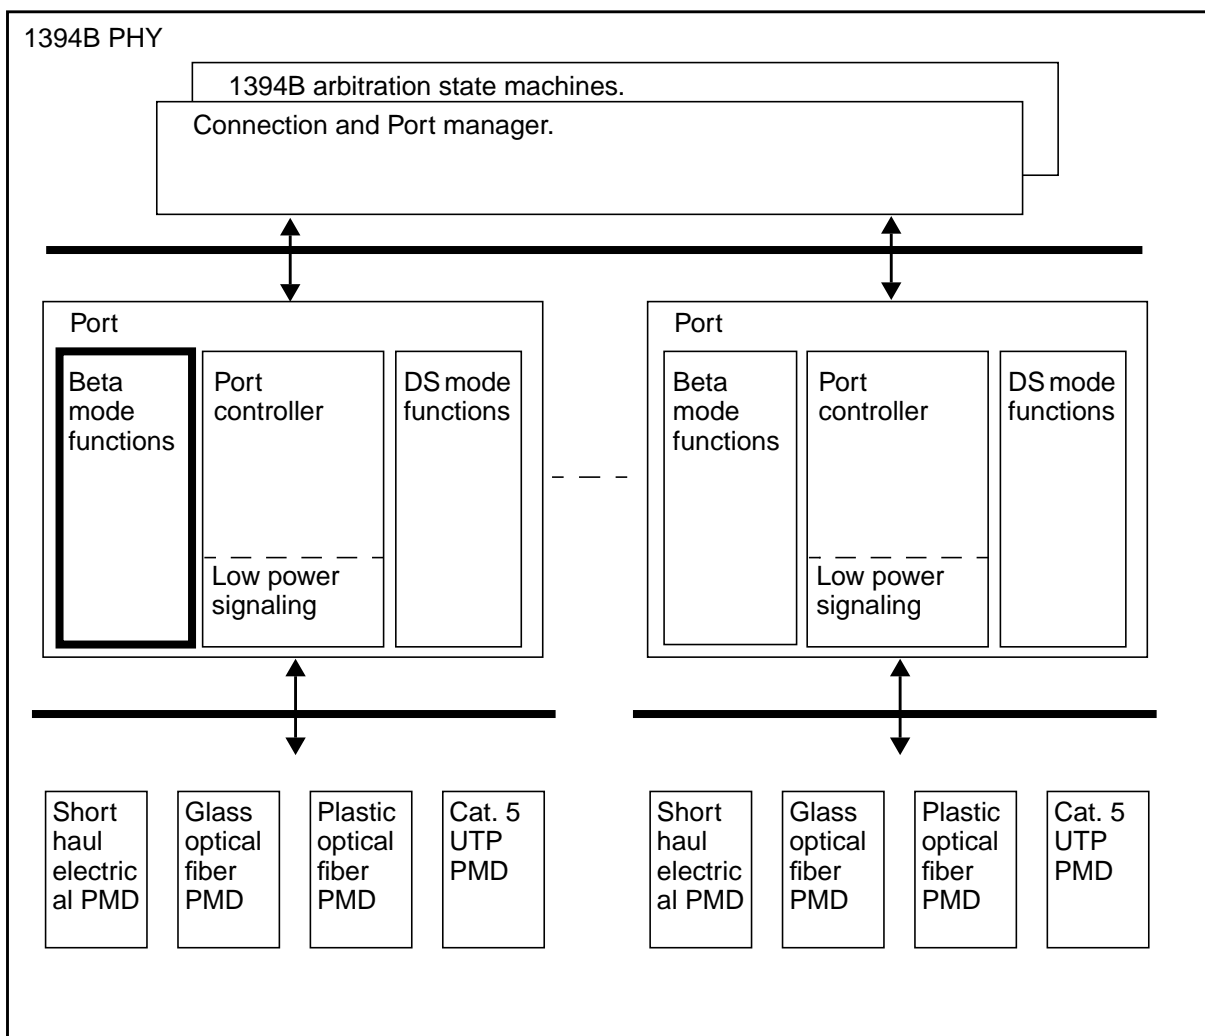 1394B PHY
1394B arbitration state machines.
Connection and Port manager.
Port
Beta
mode
functions
Port
controller
Low power
signaling
DS mode
functions
Port
Beta
mode
functions
Port
controller
Low power
signaling
DS mode
functions
Short
haul
electric
al PMD
Glass
optical
fiber
PMD
Plastic
optical
fiber
PMD
Cat. 5
UTP
PMD
Short
haul
electric
al PMD
Glass
optical
fiber
PMD
Plastic
optical
fiber
PMD
Cat. 5
UTP
PMD